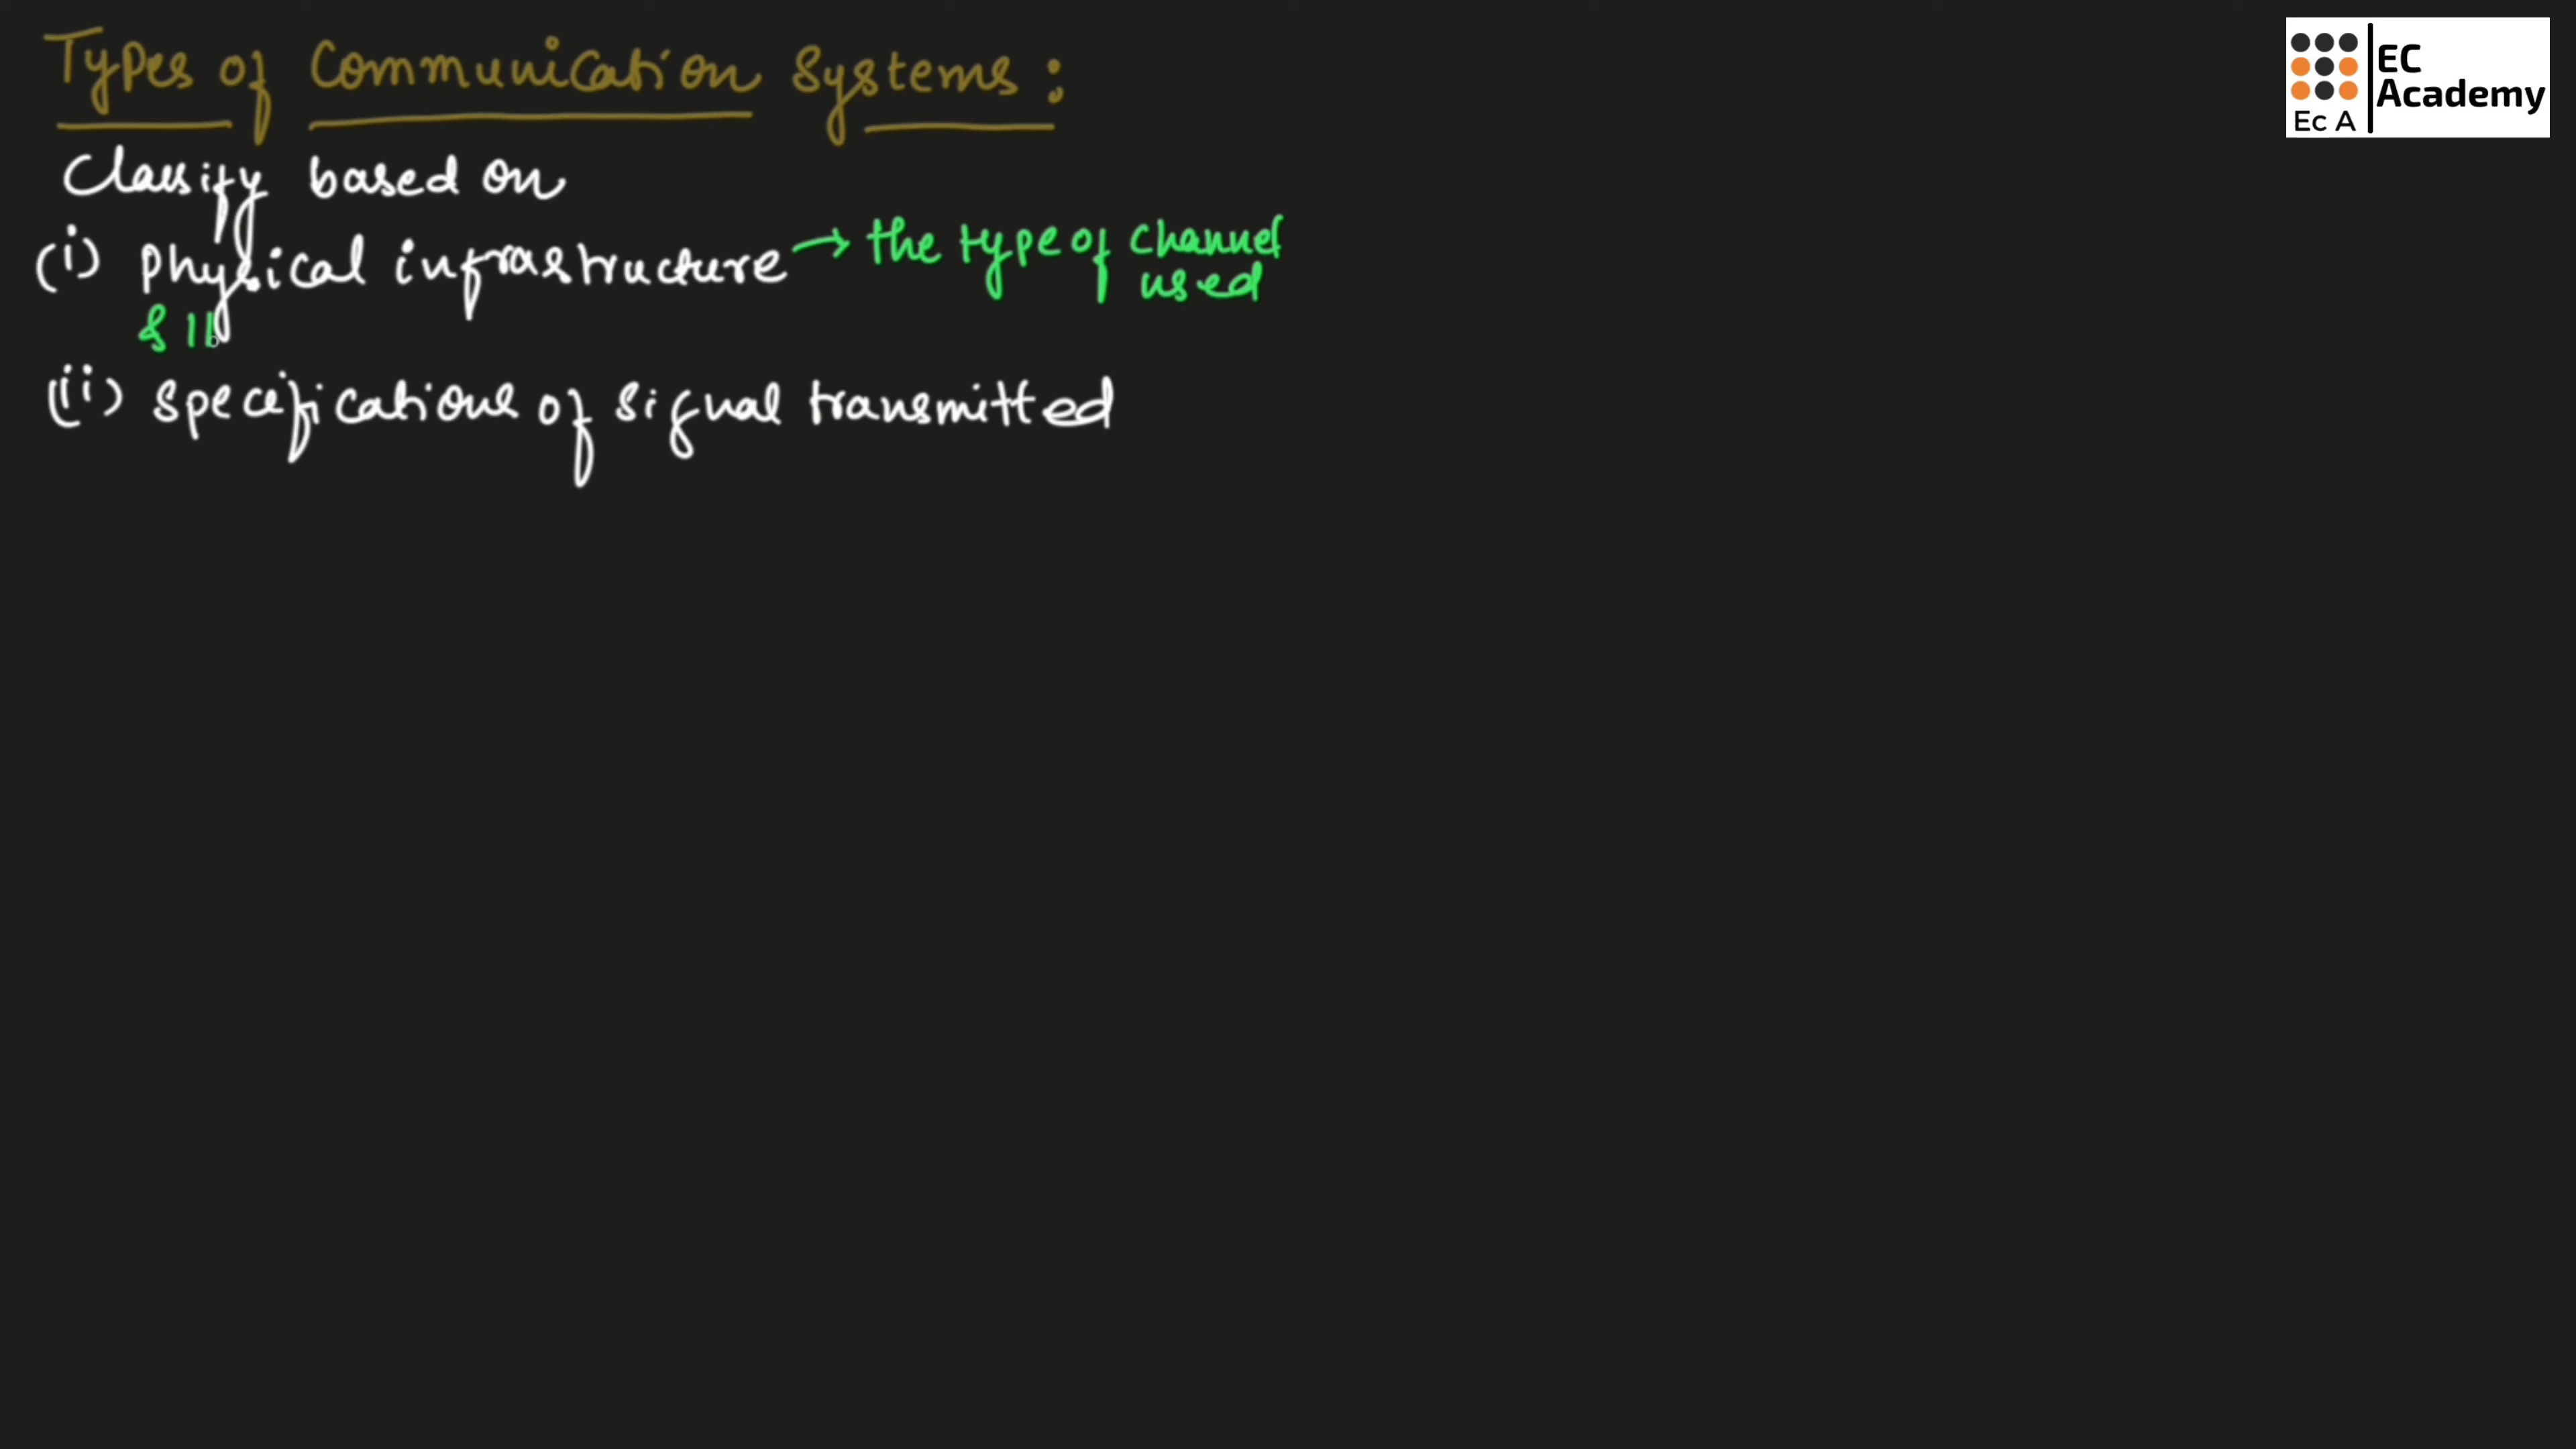 Types of Communication Systems:
Classify based on
(i) physical infrastructure → the type of channel
used
&
(ii) specifications of signal transmitted
EC
Academy
Ec A